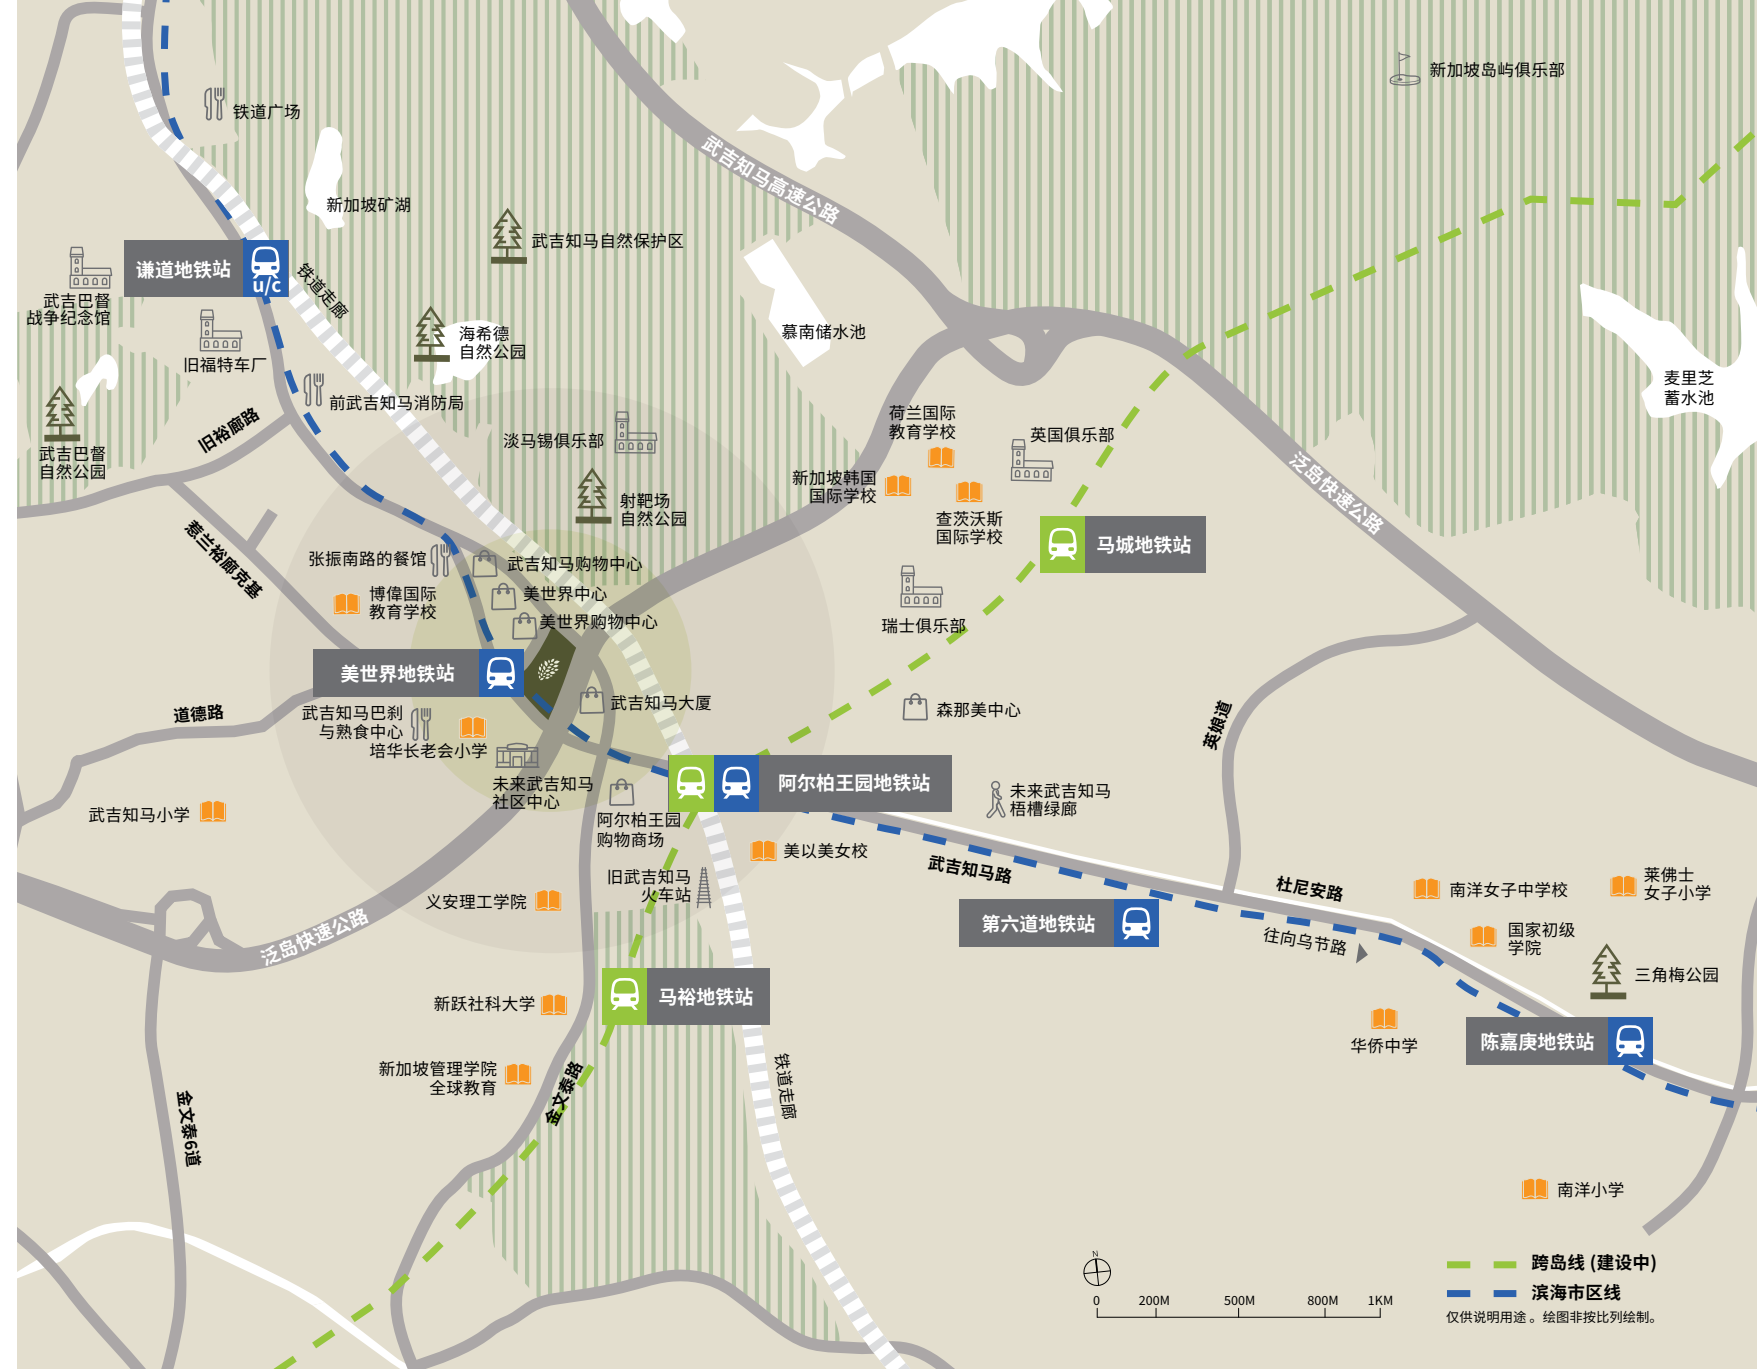 新加坡岛屿俱乐部
铁道广场
武吉知马高速公路
新加坡矿湖
武吉知马自然保护区
谦道地铁站
u/c
铁道走廊
武吉巴督
战争纪念馆
旧福特车厂
海希德
自然公园
慕南储水池
麦里芝
蓄水池
前武吉知马消防局
旧裕廊路
武吉巴督
自然公园
淡马锡俱乐部
荷兰国际
教育学校
英国俱乐部
新加坡韩国
国际学校
射靶场
自然公园
查茨沃斯
国际学校
泛岛快速公路
惹兰裕廊克基
马城地铁站
张振南路的餐馆
武吉知马购物中心
博偉国际
教育学校
美世界中心
美世界购物中心
瑞士俱乐部
美世界地铁站
武吉知马大厦
森那美中心
英娘道
道德路
武吉知马巴刹
与熟食中心
培华长老会小学
未来武吉知马
社区中心
阿尔柏王园地铁站
未来武吉知马
梧槽绿廊
武吉知马小学
阿尔柏王园
购物商场
美以美女校
武吉知马路
旧武吉知马
火车站
杜尼安路
南洋女子中学校
莱佛士
女子小学
义安理工学院
第六道地铁站
往向乌节路
国家初级
学院
泛岛快速公路
三角梅公园
新跃社科大学
马裕地铁站
华侨中学
陈嘉庚地铁站
新加坡管理学院
全球教育
金文泰路
铁道走廊
金文泰6道
南洋小学
N
0 200M 500M 800M 1KM
跨岛线 (建设中)
滨海市区线
仅供说明用途 。绘图非按比列绘制。